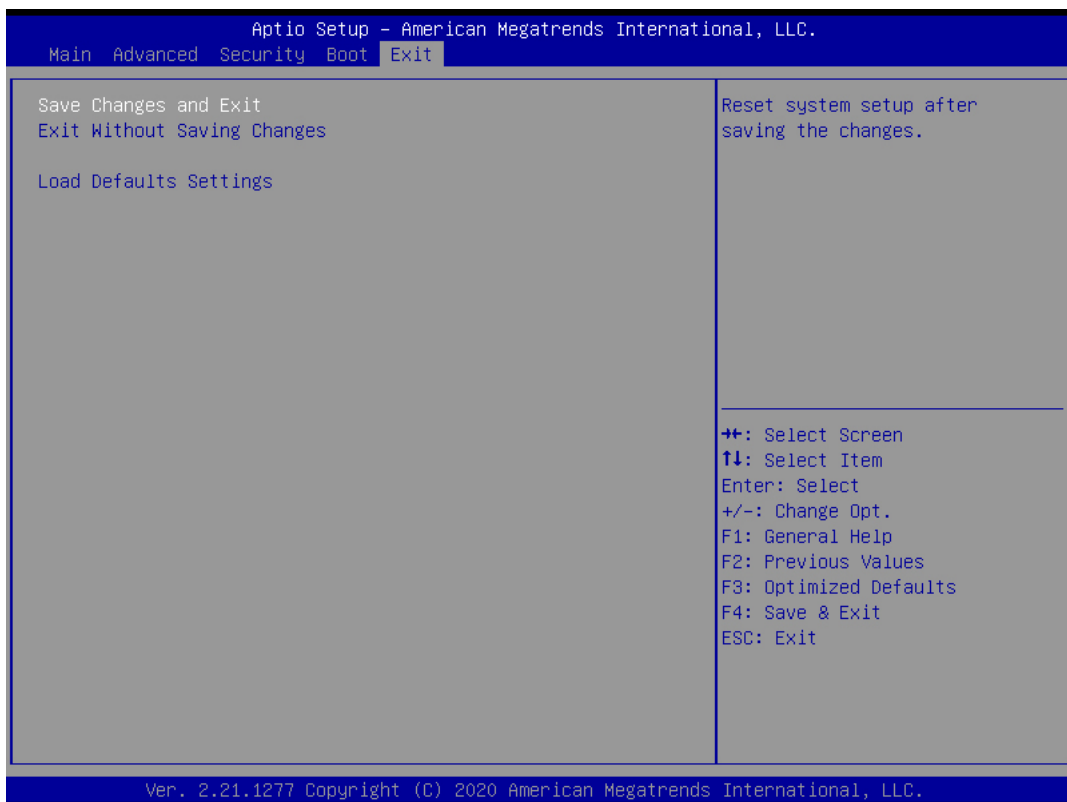 Aptio Setup – American Megatrends International, LLC.
Main Advanced Security Boot Exit
Save Changes and Exit
Exit Without Saving Changes
Load Defaults Settings
Reset system setup after
saving the changes.
→←: Select Screen
↑↓: Select Item
Enter: Select
+/-: Change Opt.
F1: General Help
F2: Previous Values
F3: Optimized Defaults
F4: Save & Exit
ESC: Exit
Ver. 2.21.1277 Copyright (C) 2020 American Megatrends International, LLC.